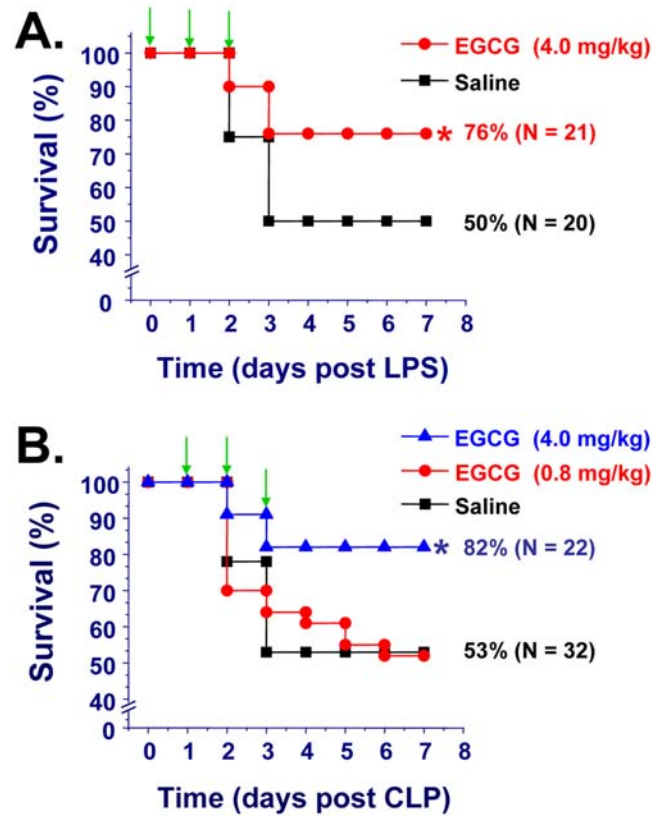 A.
EGCG (4.0 mg/kg)
Saline
100
90
80
70
60
50
40
0
Survival (%)
* 76% (N = 21)
50% (N = 20)
0 1 2 3 4 5 6 7 8
Time (days post LPS)
B.
EGCG (4.0 mg/kg)
EGCG (0.8 mg/kg)
Saline
100
90
80
70
60
50
40
0
Survival (%)
* 82% (N = 22)
53% (N = 32)
0 1 2 3 4 5 6 7 8
Time (days post CLP)